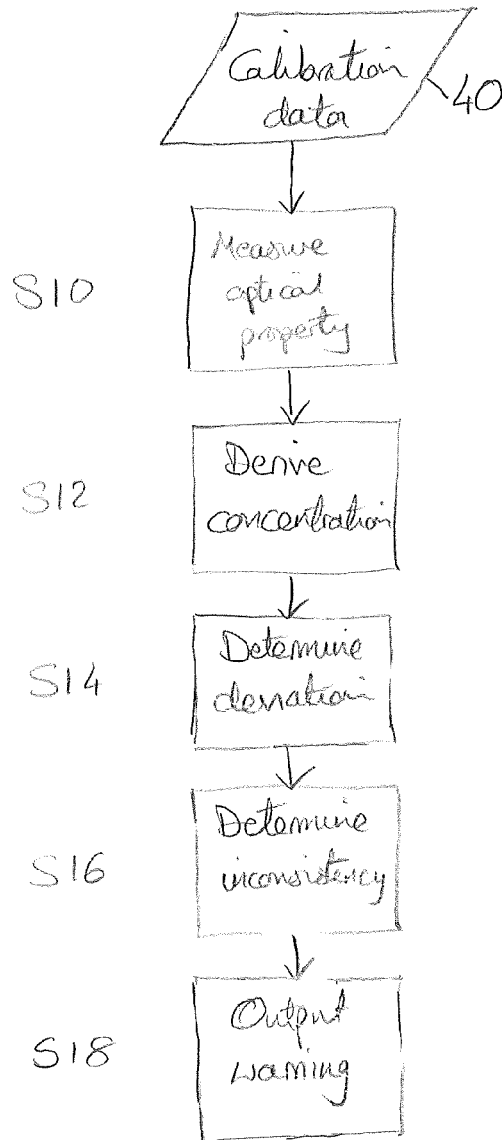 Calibration
data
40
S10
Measure
optical
property
S12
Derive
concentration
S14
Determine
deviation
S16
Determine
inconsistency
S18
Output
warning